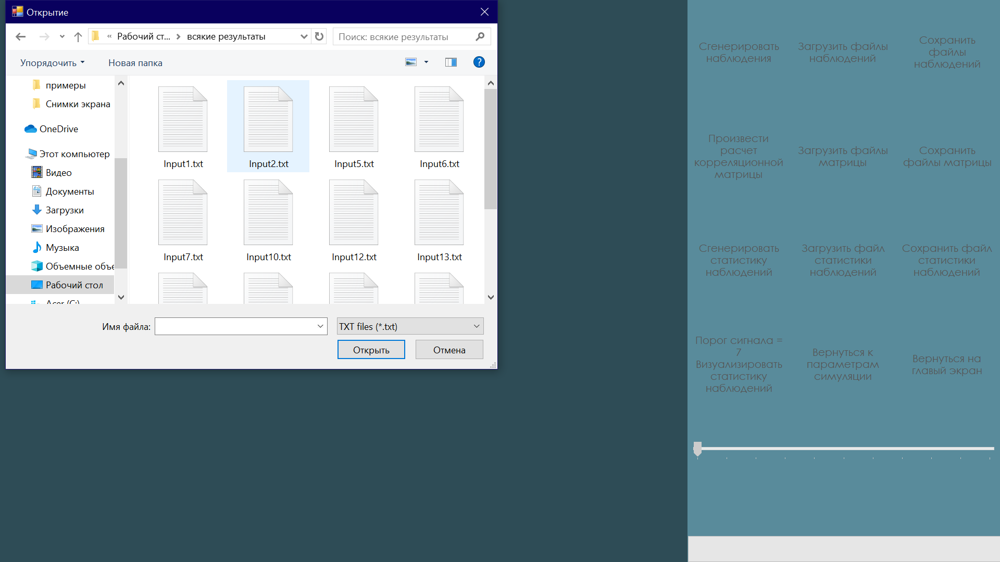 Открытие
« Рабочий ст... > всякие результаты
Поиск: всякие результаты
Упорядочить
Новая папка
примеры
Снимки экрана
OneDrive
Этот компьютер
Видео
Документы
Загрузки
Изображения
Музыка
Объемные объе
Рабочий стол
Acer (C:)
Input1.txt
Input2.txt
Input5.txt
Input6.txt
Input7.txt
Input10.txt
Input12.txt
Input13.txt
Имя файла:
TXT files (*.txt)
Открыть
Отмена
Сгенерировать
наблюдения
Загрузить файлы
наблюдений
Сохранить
файлы
наблюдений
Произвести
расчет
корреляционной
матрицы
Загрузить файлы
матрицы
Сохранить
файлы матрицы
Сгенерировать
статистику
наблюдений
Загрузить файл
статистики
наблюдений
Сохранить файл
статистики
наблюдений
Порог сигнала =
7
Визуализировать
статистику
наблюдений
Вернуться к
параметрам
симуляции
Вернуться на
главый экран